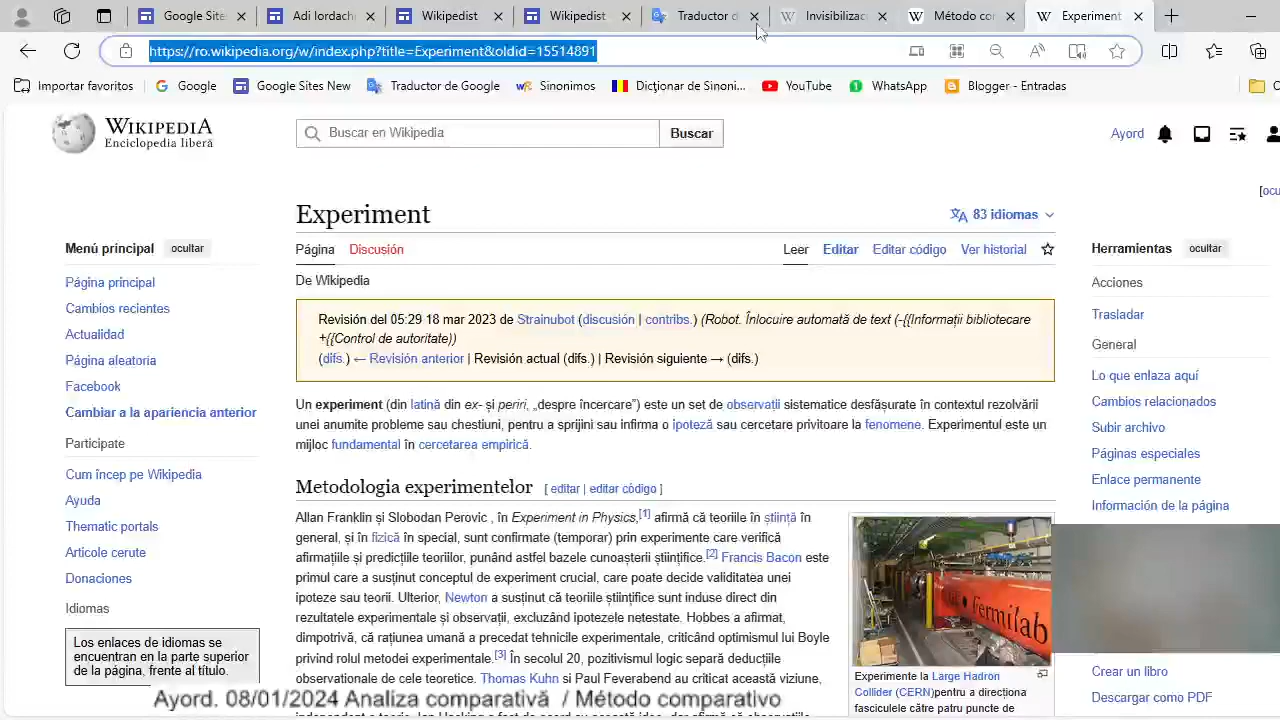 Google Site
Adi Iordach
Wikipedist
Wikipedist
Traductor d
Invisibilizac
Método co
Experiment
https://ro.wikipedia.org/w/index.php?title=Experiment&oldid=15514891
Importar favoritos
Google
Google Sites New
Traductor de Google
Sinonimos
Dicționar de Sinoni...
YouTube
(1) WhatsApp
Blogger - Entradas
WIKIPEDIA
Enciclopedia liberă
Buscar en Wikipedia
Buscar
Ayord
[ocu
Experiment
83 idiomas
Página Discusión
Leer Editar Editar código Ver historial
De Wikipedia
Menú principal ocultar
Página principal
Cambios recientes
Actualidad
Página aleatoria
Facebook
Cambiar a la apariencia anterior
Participate
Cum încep pe Wikipedia
Ayuda
Thematic portals
Articole cerute
Donaciones
Idiomas
Los enlaces de idiomas se
encuentran en la parte superior
de la página, frente al título.
Revisión del 05:29 18 mar 2023 de Strainubot (discusión | contribs.) (Robot. Înlocuire automată de text (-{{Informații bibliotecare
+{{Control de autoritate))
(difs.) ← Revisión anterior | Revisión actual (difs.) | Revisión siguiente → (difs.)
Un experiment (din latină din ex- și periri, „despre încercare”) este un set de observații sistematice desfășurate în contextul rezolvării
unei anumite probleme sau chestiuni, pentru a sprijini sau infirma o ipoteză sau cercetare privitoare la fenomene. Experimentul este un
mijloc fundamental în cercetarea empirică.
Metodologia experimentelor [ editar | editar código ]
Allan Franklin și Slobodan Perovic , în Experiment in Physics,[1] afirmă că teoriile în știință în
general, și în fizică în special, sunt confirmate (temporar) prin experimente care verifică
afirmațiile și predicțiile teoriilor, punând astfel bazele cunoașterii științifice.[2] Francis Bacon este
primul care a susținut conceptul de experiment crucial, care poate decide validitatea unei
ipoteze sau teorii. Ulterior, Newton a susținut că teoriile științifice sunt induse direct din
rezultatele experimentale și observații, excluzând ipotezele netestate. Hobbes a afirmat,
dimpotrivă, că rațiunea umană a precedat tehnicile experimentale, criticând optimismul lui Boyle
privind rolul metodei experimentale.[3] În secolul 20, pozitivismul logic separă deducțiile
observationale de cele teoretice. Thomas Kuhn si Paul Feverabend au criticat această viziune,
Fermilab
Experimente la Large Hadron
Collider (CERN)pentru a direcționa
fasciculele către patru puncte de
Herramientas ocultar
Acciones
Trasladar
General
Lo que enlaza aquí
Cambios relacionados
Subir archivo
Páginas especiales
Enlace permanente
Información de la página
Crear un libro
Descargar como PDF
Ayord. 08/01/2024 Analiza comparativă / Método comparativo